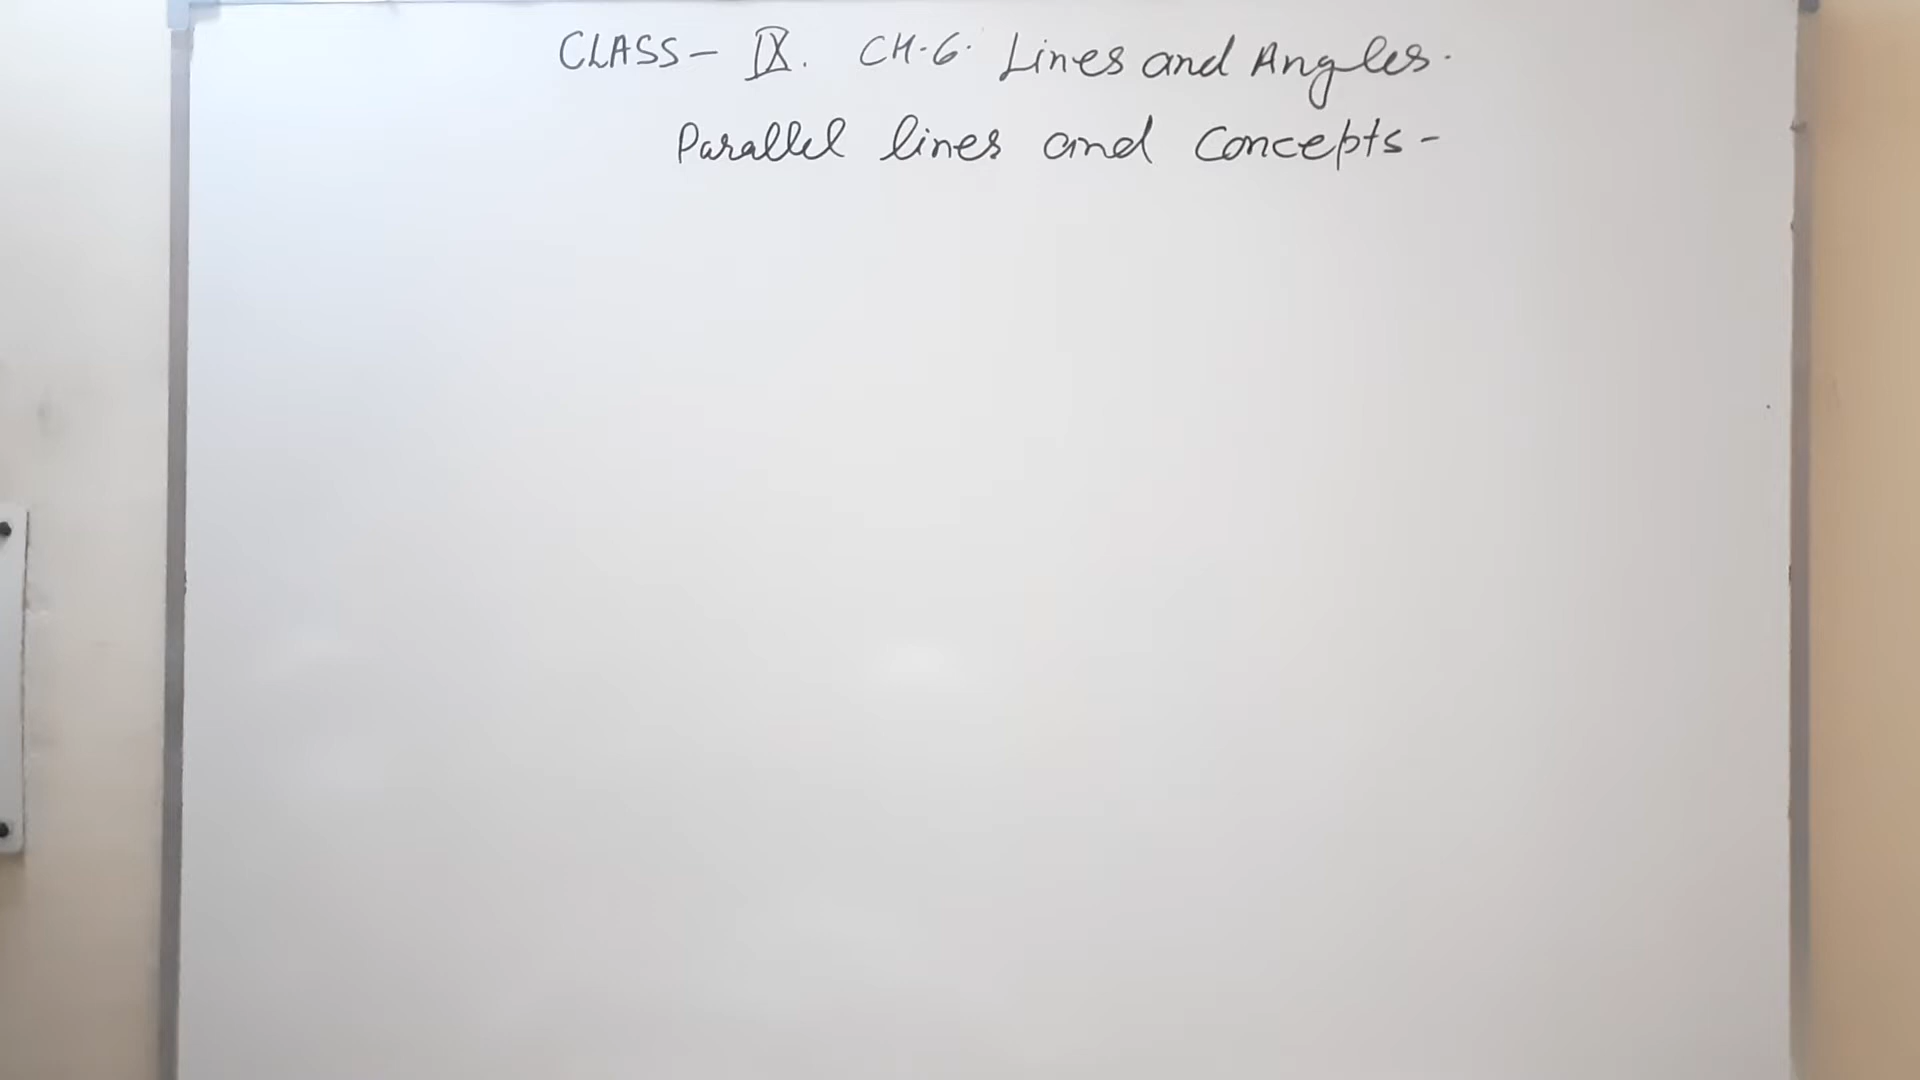 CLASS- IX. CH.6. Lines and Angles.
Parallel lines and Concepts-